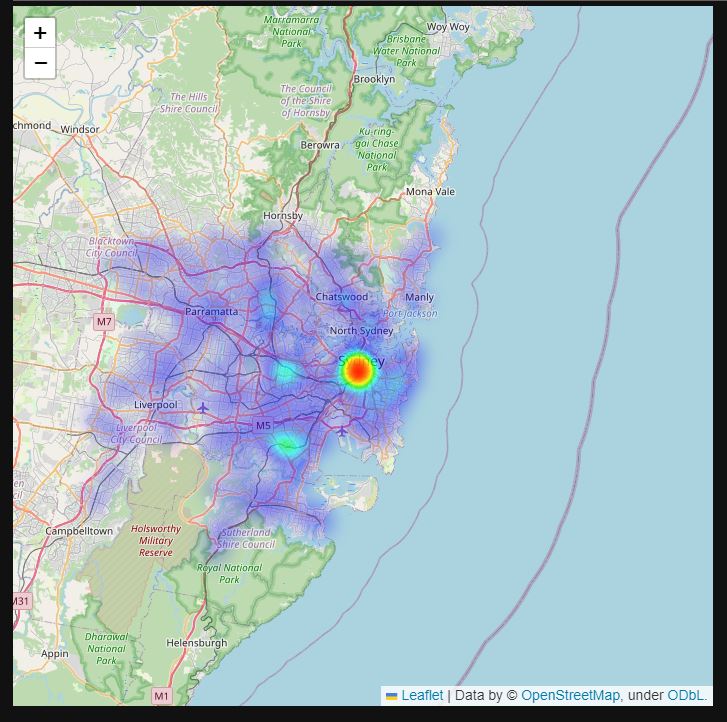 +
−
Marramarra
National
Park
Woy Woy
Brisbane
Water National
Park
Brooklyn
The Hills
Shire Council
The Council
of the Shire
of Hornsby
chmond
Windsor
Ku-ring-
gai Chase
National
Park
Berowra
Mona Vale
Hornsby
Blacktown
City Council
Chatswood
Manly
Port Jackson
Parramatta
M7
North Sydney
Liverpool
M5
Liverpool
City Council
Campbelltown
Holsworthy
Military
Reserve
Sutherland
Shire Council
Royal National
Park
M31
Dharawal
National
Park
Helensburgh
Appin
M1
Leaflet | Data by © OpenStreetMap, under ODbL.